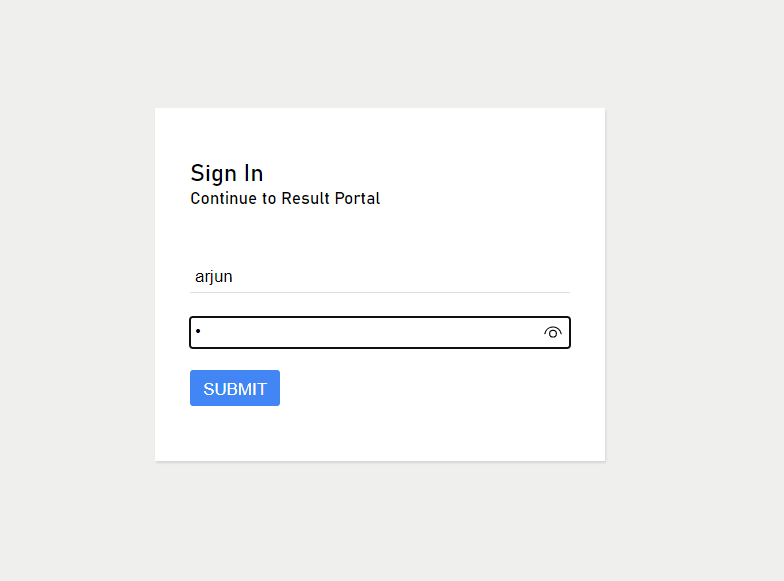 Sign In
Continue to Result Portal
arjun
•
SUBMIT